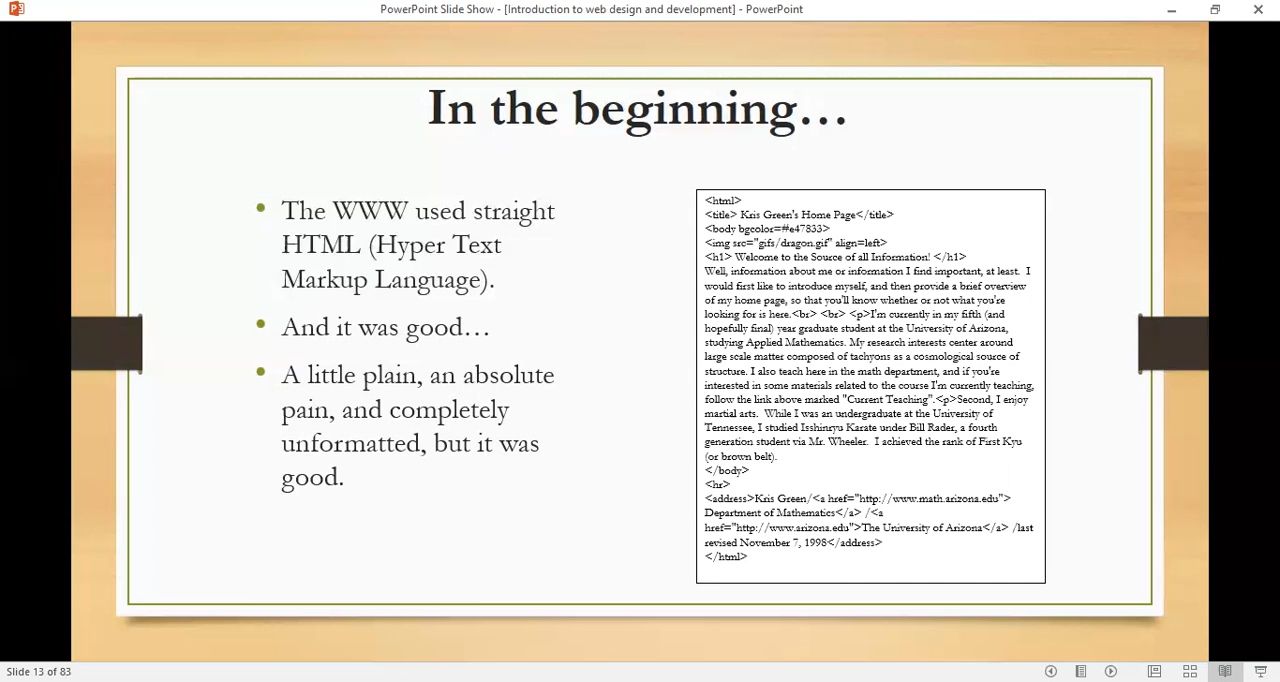 PowerPoint Slide Show - [Introduction to web design and development] - PowerPoint
In the beginning…
• The WWW used straight
HTML (Hyper Text
Markup Language).
• And it was good…
• A little plain, an absolute
pain, and completely
unformatted, but it was
good.
<html>
<title> Kris Green's Home Page</title>
<body bgcolor=#e47833>
<img src="gifs/dragon.gif" align=left>
<h1> Welcome to the Source of all Information! </h1>
Well, information about me or information I find important, at least.  I
would first like to introduce myself, and then provide a brief overview
of my home page, so that you'll know whether or not what you're
looking for is here.<br> <br> <p>I'm currently in my fifth (and
hopefully final) year graduate student at the University of Arizona,
studying Applied Mathematics. My research interests center around
large scale matter composed of tachyons as a cosmological source of
structure. I also teach here in the math department, and if you're
interested in some materials related to the course I'm currently teaching,
follow the link above marked "Current Teaching".<p>Second, I enjoy
martial arts.  While I was an undergraduate at the University of
Tennessee, I studied Isshinryu Karate under Bill Rader, a fourth
generation student via Mr. Wheeler.  I achieved the rank of First Kyu
(or brown belt).
</body>
<hr>
<address>Kris Green/<a href="http://www.math.arizona.edu">
Department of Mathematics</a> /<a
href="http://www.arizona.edu">The University of Arizona</a> /last
revised November 7, 1998</address>
</html>
Slide 13 of 83